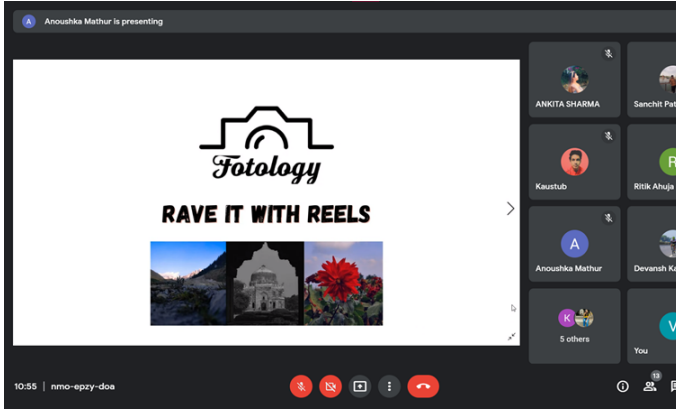 A Anoushka Mathur is presenting
Fotology
RAVE IT WITH REELS
ANKITA SHARMA
Sanchit Pat
Kaustub
R
Ritik Ahuja
A
Anoushka Mathur
Devansh Ka
K
5 others
V
You
10:55 | nmo-epzy-doa
13